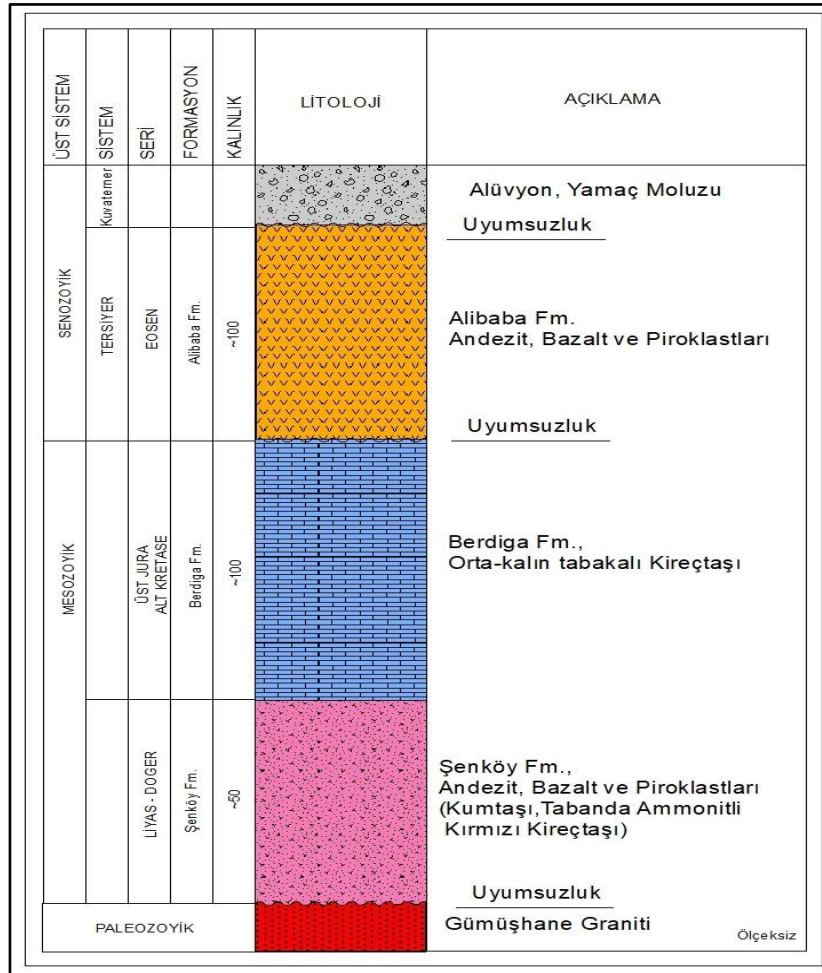 ÜST SİSTEM
SİSTEM
SERİ
FORMASYON
KALINLIK
LİTOLOJİ
AÇIKLAMA
SENOZOYİK
Kuvaterner
Alüvyon, Yamaç Moluzu
Uyumsuzluk
TERSİYER
EOSEN
Alibaba Fm.
~100
Alibaba Fm.
Andezit, Bazalt ve Piroklastları
Uyumsuzluk
MESOZOYİK
ÜST JURA
ALT KRETASE
Berdiga Fm.
~100
Berdiga Fm.,
Orta-kalın tabakalı Kireçtaşı
LİYAS - DOGER
Şenköy Fm.
~50
Şenköy Fm.,
Andezit, Bazalt ve Piroklastları
(Kumtaşı,Tabanda Ammonitli
Kırmızı Kireçtaşı)
Uyumsuzluk
PALEOZOYİK
Gümüşhane Graniti
Ölçeksiz